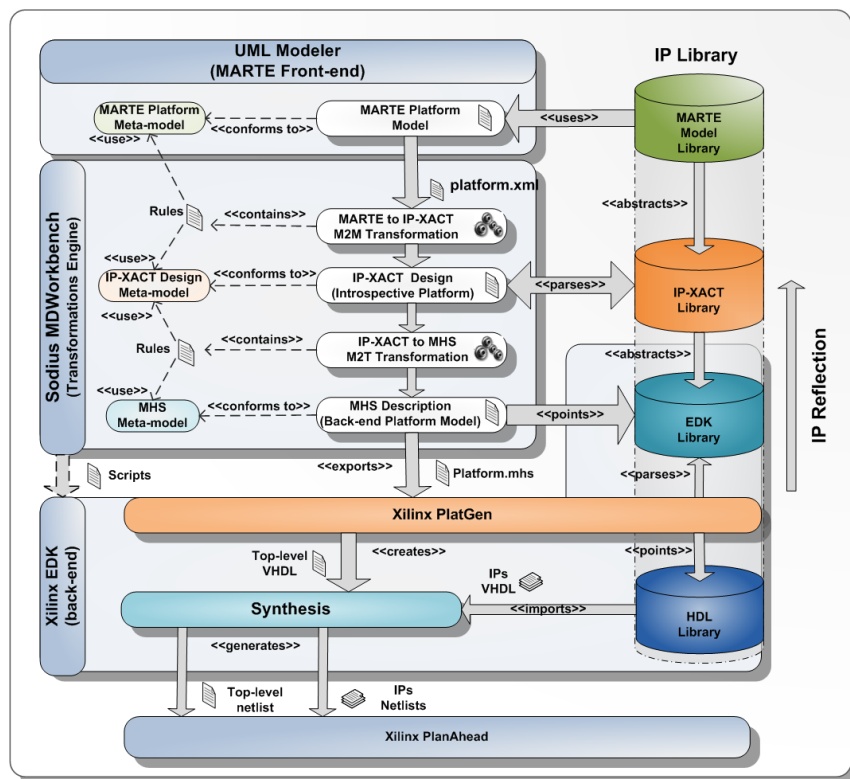 UML Modeler
(MARTE Front-end)
IP Library
MARTE Platform
Meta-model
<<conforms to>>
MARTE Platform
Model
<<uses>>
MARTE
Model
Library
<<use>>
platform.xml
Sodius MDWorkbench
(Transformations Engine)
Rules
<<contains>>
MARTE to IP-XACT
M2M Transformation
<<abstracts>>
<<use>>
IP-XACT Design
Meta-model
<<conforms to>>
IP-XACT Design
(Introspective Platform)
<<parses>>
IP-XACT
Library
<<use>>
Rules
<<contains>>
IP-XACT to MHS
M2T Transformation
<<abstracts>>
IP Reflection
<<use>>
MHS
Meta-model
<<conforms to>>
MHS Description
(Back-end Platform Model)
<<points>>
EDK
Library
Scripts
<<exports>>
Platform.mhs
<<parses>>
Xilinx EDK
(back-end)
Xilinx PlatGen
Top-level
VHDL
<<creates>>
<<points>>
IPs
VHDL
Synthesis
<<imports>>
HDL
Library
<<generates>>
Top-level
netlist
IPs
Netlists
Xilinx PlanAhead